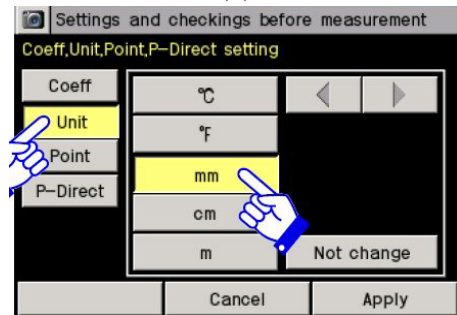 Settings and checkings before measurement
Coeff,Unit,Point,P-Direct setting
Coeff
Unit
Point
P-Direct
℃
℉
mm
cm
m
Not change
Cancel
Apply